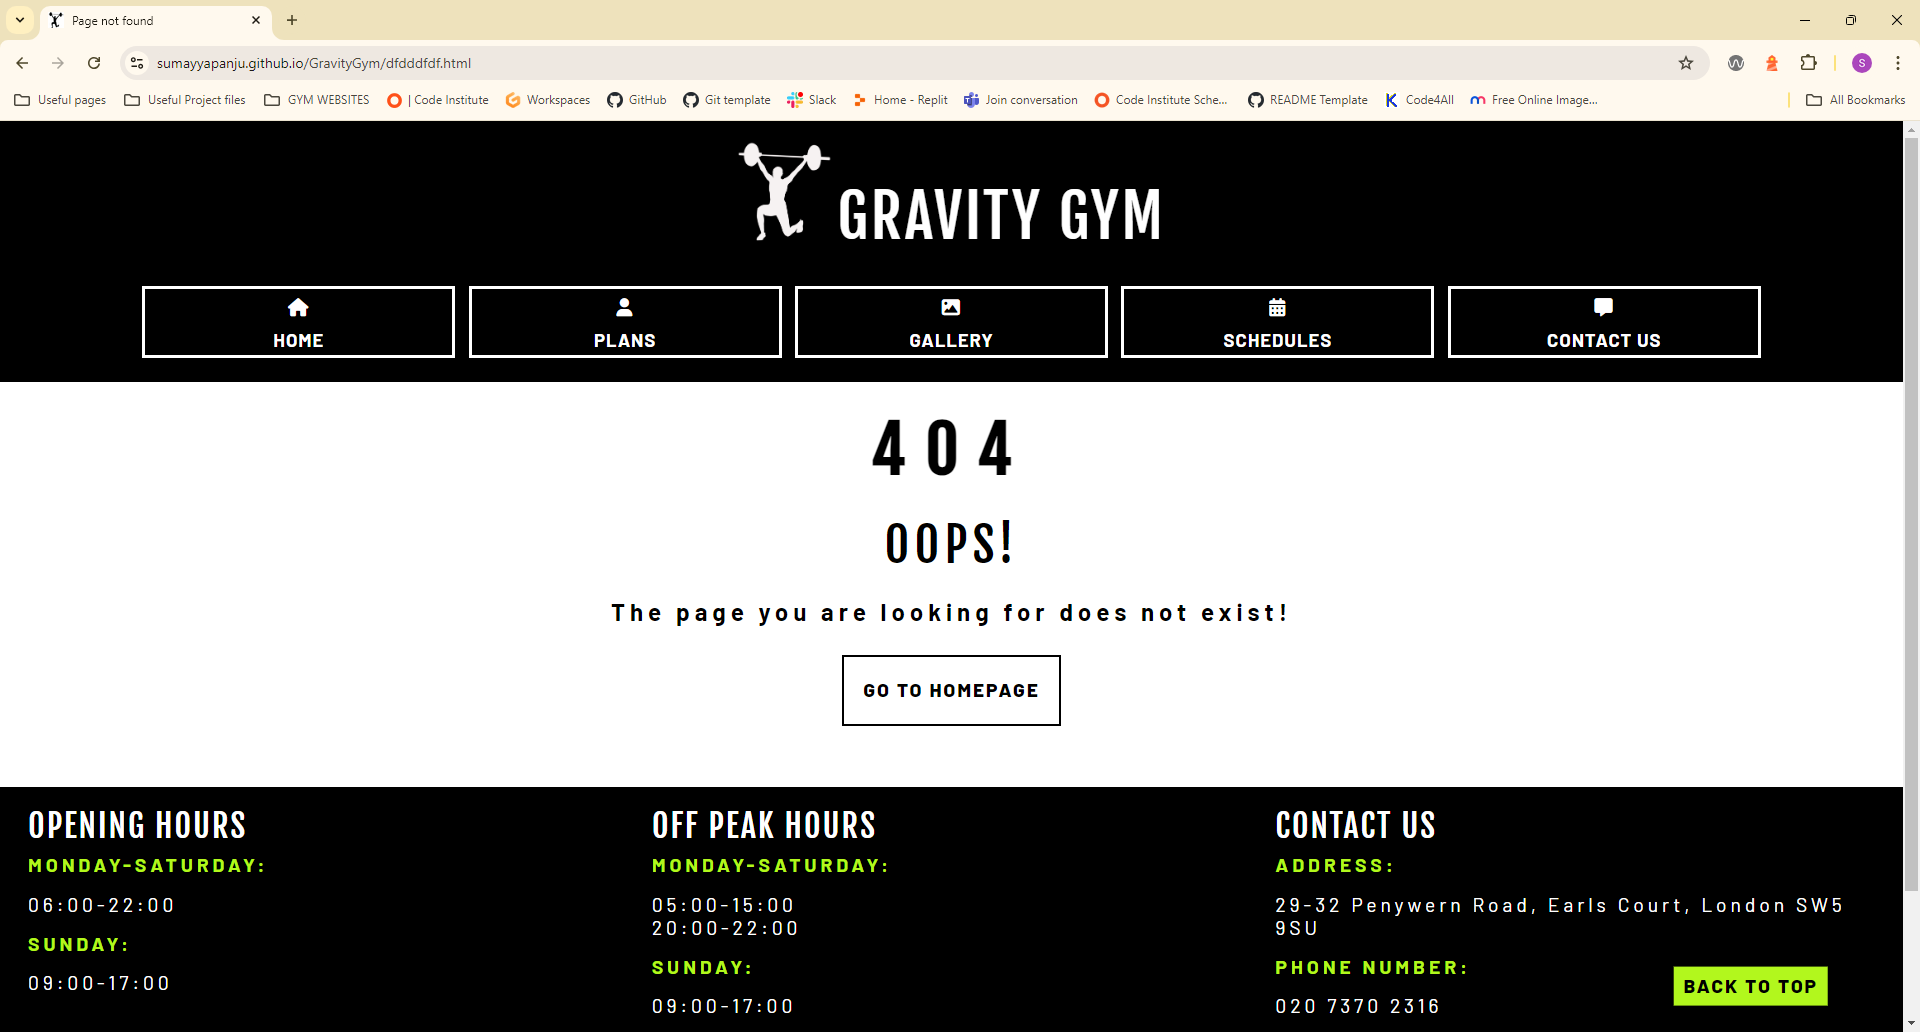 Page not found
sumayyapanju.github.io/GravityGym/dfdddfdf.html
S
Useful pages
Useful Project files
GYM WEBSITES
| Code Institute
Workspaces
GitHub
Git template
Slack
Home - Replit
Join conversation
Code Institute Sche...
README Template
Code4All
Free Online Image...
All Bookmarks
GRAVITY GYM
HOME
PLANS
GALLERY
SCHEDULES
CONTACT US
404
OOPS!
The page you are looking for does not exist!
GO TO HOMEPAGE
OPENING HOURS
MONDAY-SATURDAY:
06:00-22:00
SUNDAY:
09:00-17:00
OFF PEAK HOURS
MONDAY-SATURDAY:
05:00-15:00
20:00-22:00
SUNDAY:
09:00-17:00
CONTACT US
ADDRESS:
29-32 Penywern Road, Earls Court, London SW5
9SU
PHONE NUMBER:
020 7370 2316
BACK TO TOP